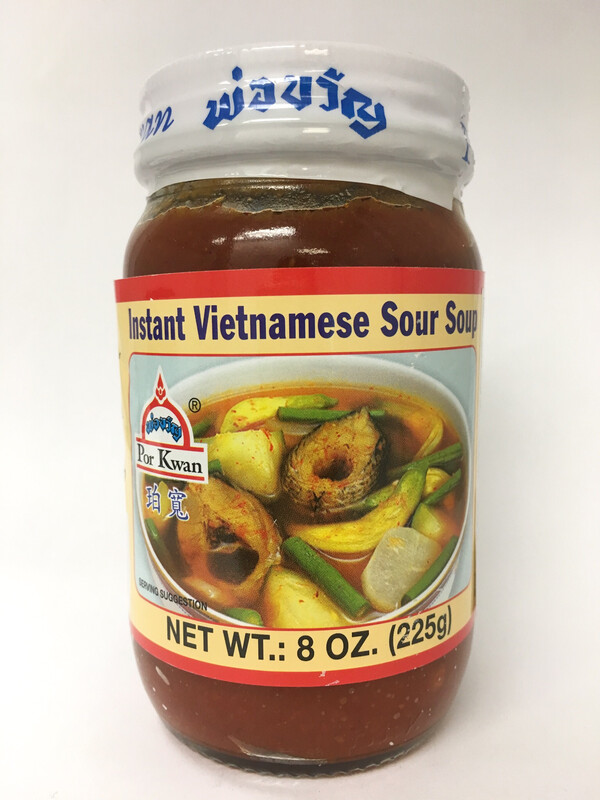 พ่อขวัญ
Instant Vietnamese Sour Soup
®
พ่อขวัญ
Por Kwan
珀寬
SERVING SUGGESTION
NET WT.: 8 OZ. (225g)